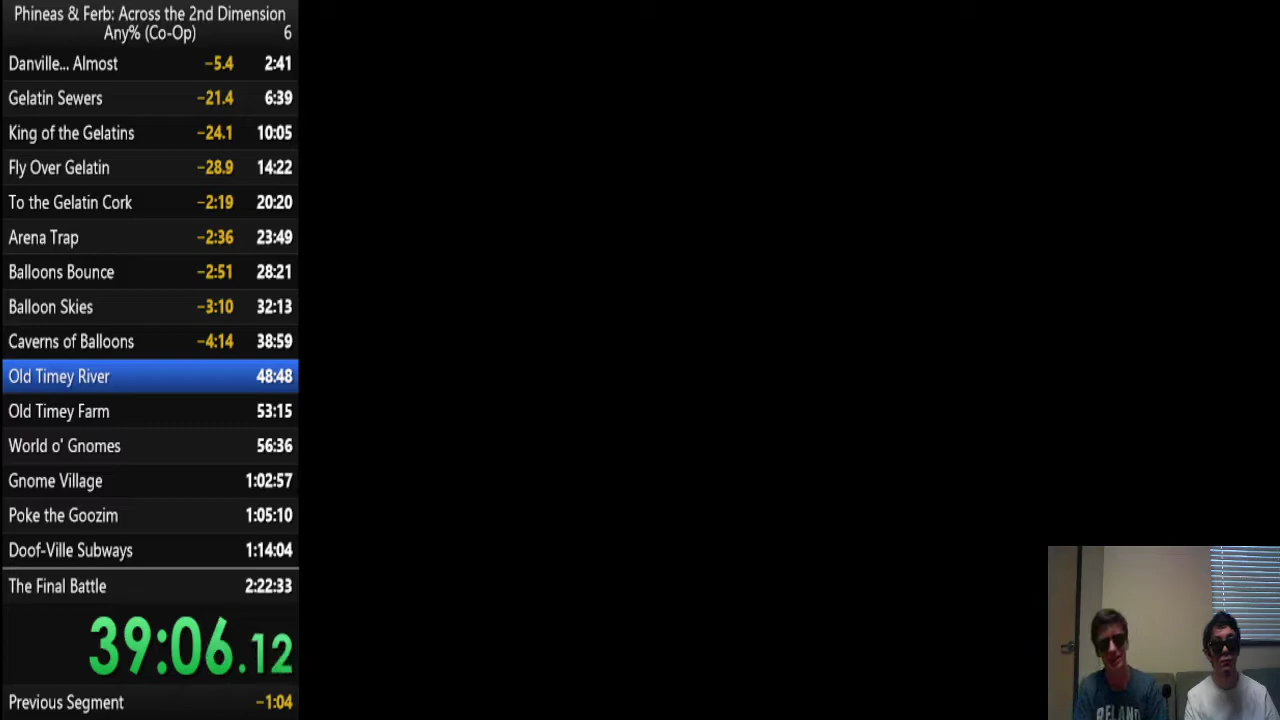 Phineas & Ferb: Across the 2nd Dimension
Any% (Co-Op) 6
Danville... Almost −5.4 2:41
Gelatin Sewers −21.4 6:39
King of the Gelatins −24.1 10:05
Fly Over Gelatin −28.9 14:22
To the Gelatin Cork −2:19 20:20
Arena Trap −2:36 23:49
Balloons Bounce −2:51 28:21
Balloon Skies −3:10 32:13
Caverns of Balloons −4:14 38:59
Old Timey River 48:48
Old Timey Farm 53:15
World o' Gnomes 56:36
Gnome Village 1:02:57
Poke the Goozim 1:05:10
Doof-Ville Subways 1:14:04
The Final Battle 2:22:33
39:06.12
Previous Segment −1:04